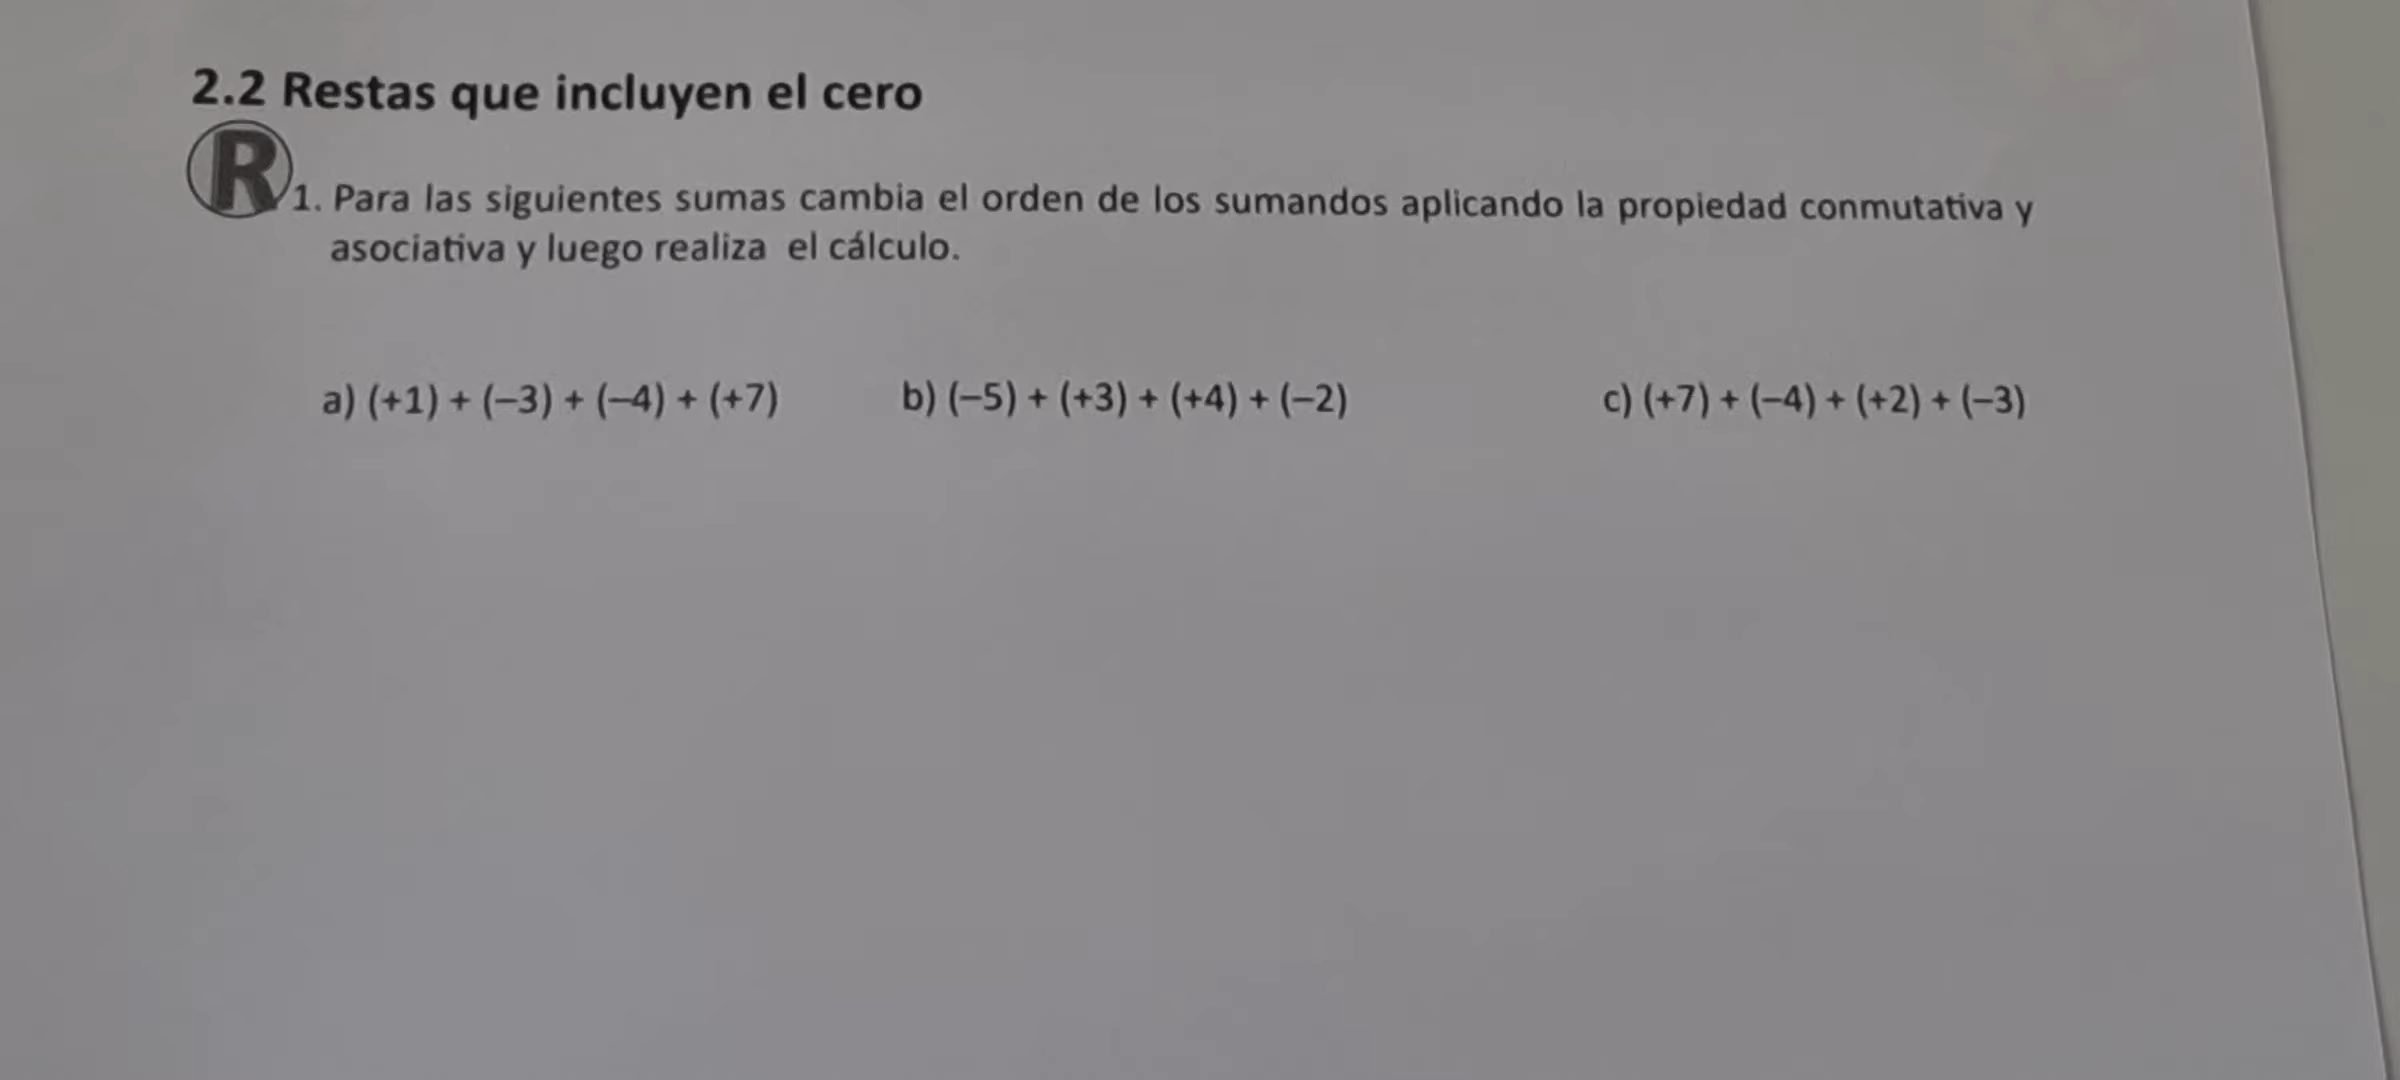 2.2 Restas que incluyen el cero
R
1. Para las siguientes sumas cambia el orden de los sumandos aplicando la propiedad conmutativa y
asociativa y luego realiza el cálculo.
a) (+1) + (−3) + (−4) + (+7) b) (−5) + (+3) + (+4) + (−2) c) (+7) + (−4) + (+2) + (−3)